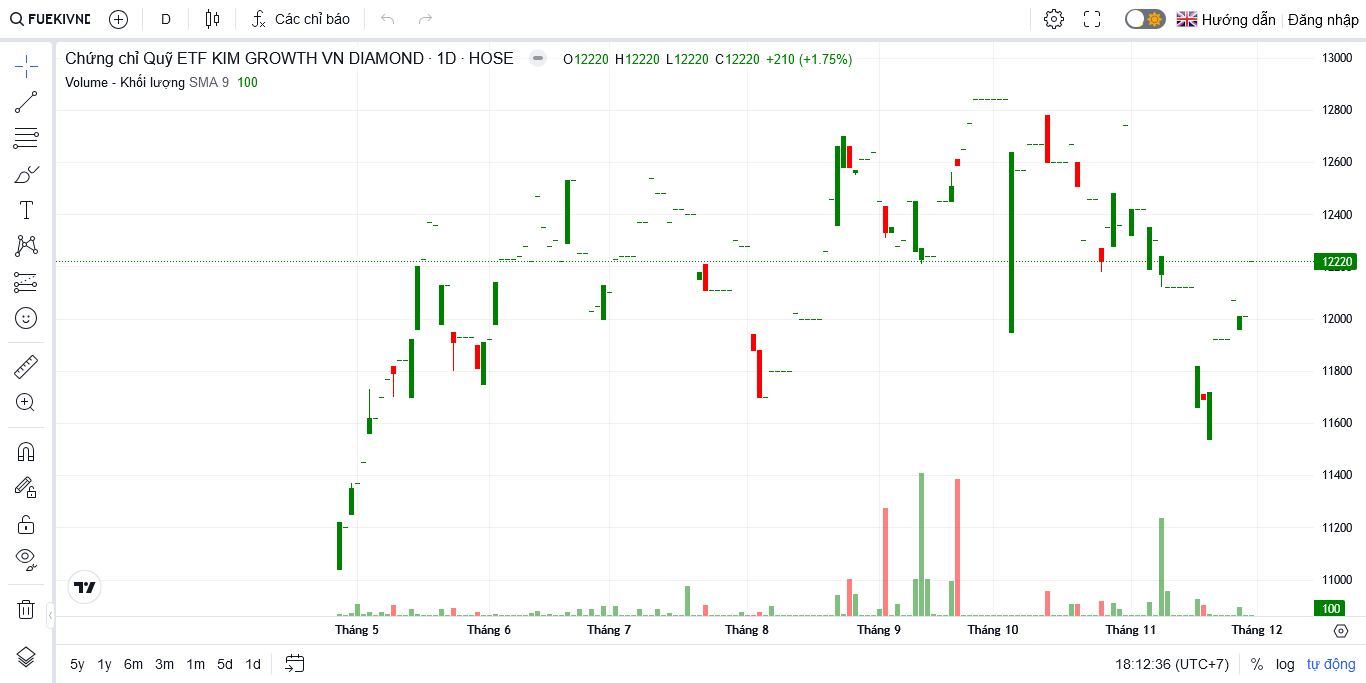 FUEKIVNI D Các chỉ báo Hướng dẫn Đăng nhập
Chứng chỉ Quỹ ETF KIM GROWTH VN DIAMOND · 1D · HOSE O12220 H12220 L12220 C12220 +210 (+1.75%)
Volume - Khối lượng SMA 9 100
13000
12800
12600
12400
12220
12000
11800
11600
11400
11200
11000
100
Tháng 5 Tháng 6 Tháng 7 Tháng 8 Tháng 9 Tháng 10 Tháng 11 Tháng 12
5y 1y 6m 3m 1m 5d 1d 18:12:36 (UTC+7) % log tự động